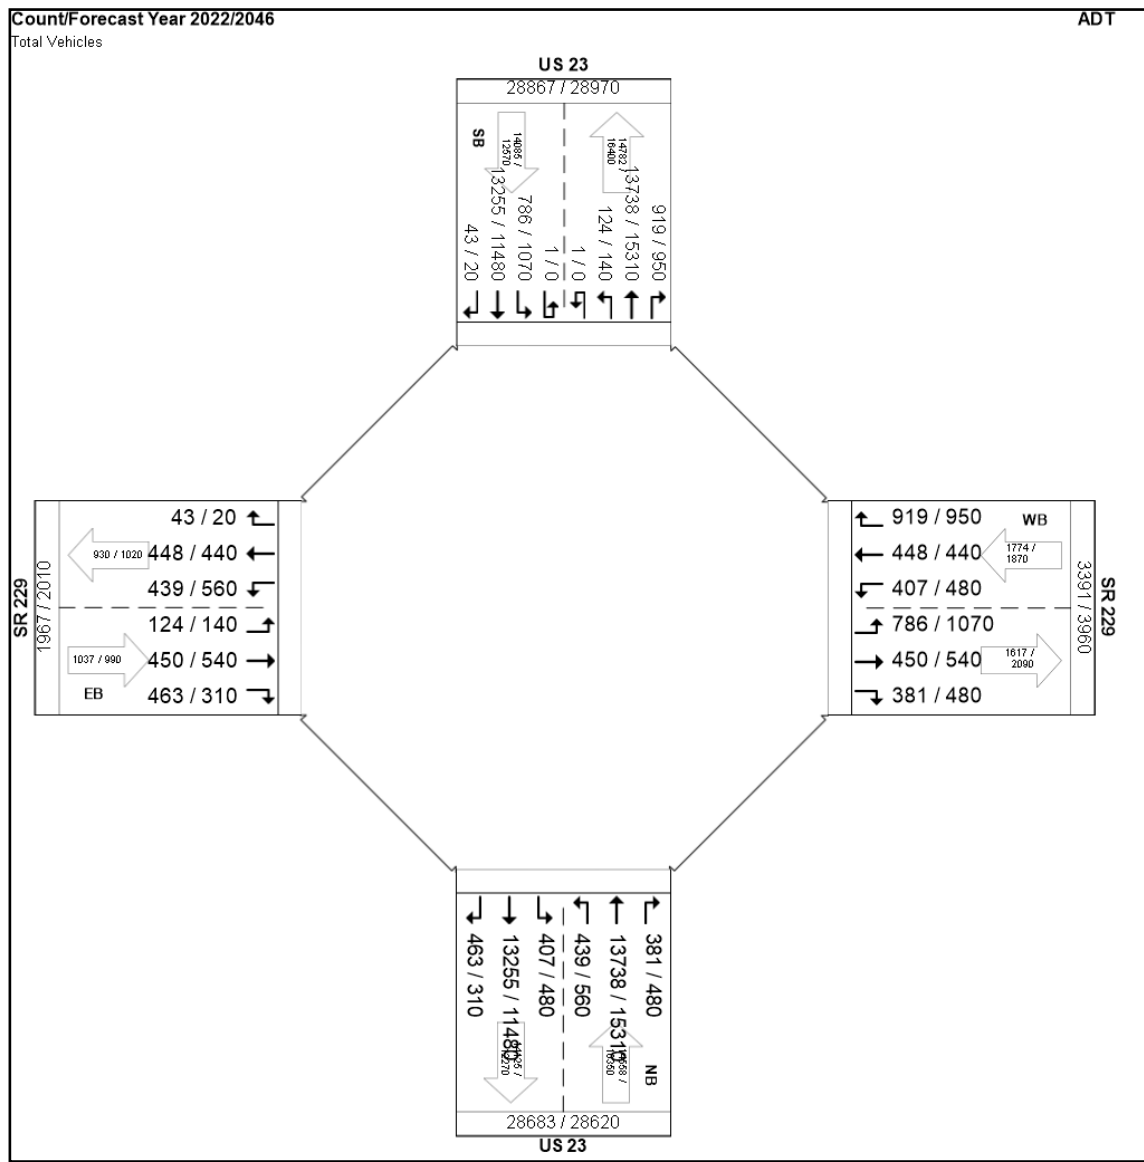 Count/Forecast Year 2022/2046
ADT
Total Vehicles
US 23
28867 / 28970
SB
14085 /
12570
14782 /
16400
43 / 20
13255 / 11480
786 / 1070
1 / 0
1 / 0
124 / 140
13738 / 15310
919 / 950
SR 229
1967 / 2010
930 / 1020
43 / 20
448 / 440
439 / 560
124 / 140
450 / 540
463 / 310
1037 / 990
EB
919 / 950
WB
448 / 440
1774 /
1870
407 / 480
786 / 1070
450 / 540
1617 /
2090
381 / 480
3391 / 3960
SR 229
463 / 310
13255 / 11480
407 / 480
439 / 560
13738 / 15310
381 / 480
NB
28683 / 28620
US 23